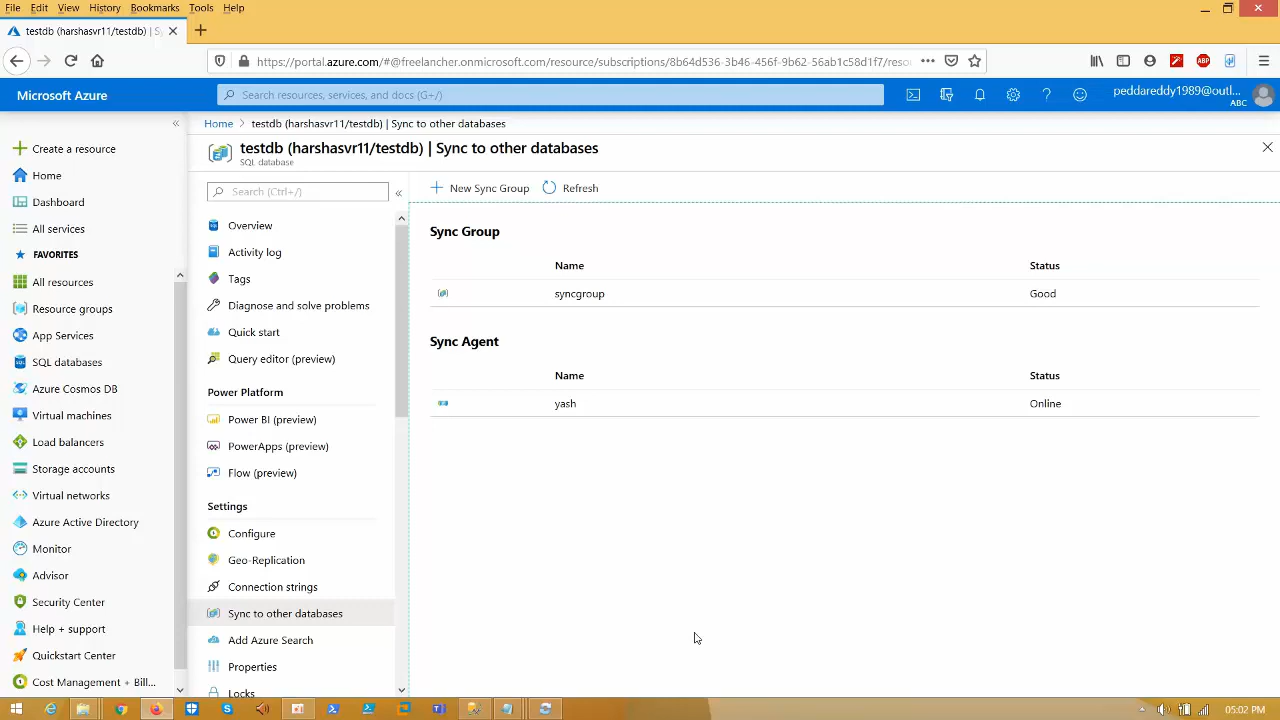 File Edit View History Bookmarks Tools Help
testdb (harshasvr11/testdb) | S
https://portal.azure.com/#@freelancher.onmicrosoft.com/resource/subscriptions/8b64d536-3b46-456f-9b62-56ab1c58d1f7/reso
ABP
Microsoft Azure
Search resources, services, and docs (G+/)
peddareddy1989@outl...
ABC
Home > testdb (harshasvr11/testdb) | Sync to other databases
testdb (harshasvr11/testdb) | Sync to other databases
SQL database
Create a resource
Home
Dashboard
All services
FAVORITES
All resources
Resource groups
App Services
SQL databases
Azure Cosmos DB
Virtual machines
Load balancers
Storage accounts
Virtual networks
Azure Active Directory
Monitor
Advisor
Security Center
Help + support
Quickstart Center
Cost Management + Bill...
Search (Ctrl+/)
Overview
Activity log
Tags
Diagnose and solve problems
Quick start
Query editor (preview)
Power Platform
Power BI (preview)
PowerApps (preview)
Flow (preview)
Settings
Configure
Geo-Replication
Connection strings
Sync to other databases
Add Azure Search
Properties
Locks
New Sync Group Refresh
Sync Group
Name Status
syncgroup Good
Sync Agent
Name Status
yash Online
05:02 PM